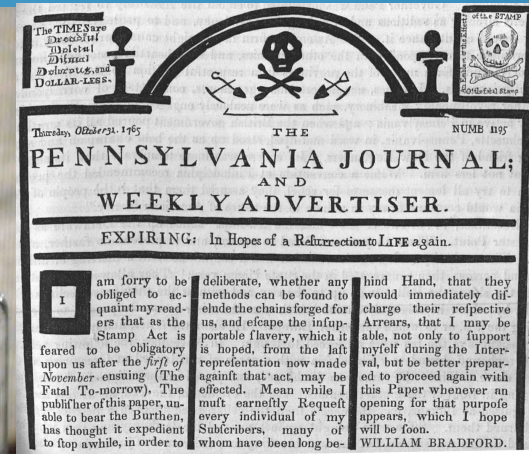 The TIMES are
Dreadful
Dismal
Dolorous, and
DOLLAR-LESS.
of the STAMP
O! the fatal Stamp
Thursday, October 31. 1765
THE
NUMB 1195
PENNSYLVANIA JOURNAL;
AND
WEEKLY ADVERTISER.
EXPIRING: In Hopes of a Resurrection to LIFE again.
I am sorry to be
obliged to ac-
quaint my read-
ers that as the
Stamp Act is
feared to be obligatory
upon us after the first of
November ensuing (The
Fatal To-morrow), The
publisher of this paper, un-
able to bear the Burthen,
has thought it expedient
to stop awhile, in order to
deliberate, whether any
methods can be found to
elude the chains forged for
us, and escape the insup-
portable slavery, which it
is hoped, from the last
representation now made
against that act, may be
effected. Mean while I
must earnestly Request
every individual of my
Subscribers, many of
whom have been long be-
hind Hand, that they
would immediately dis-
charge their respective
Arrears, that I may be
able, not only to support
myself during the Inter-
val, but be better prepar-
ed to proceed again with
this Paper whenever an
opening for that purpose
appears, which I hope
will be soon.
WILLIAM BRADFORD.